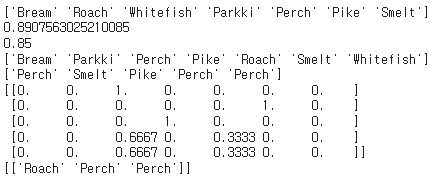 ['Bream' 'Roach' 'Whitefish' 'Parkki' 'Perch' 'Pike' 'Smelt']
0.8907563025210085
0.85
['Bream' 'Parkki' 'Perch' 'Pike' 'Roach' 'Smelt' 'Whitefish']
['Perch' 'Smelt' 'Pike' 'Perch' 'Perch']
[[0. 0. 1. 0. 0. 0. 0. ]
[0. 0. 0. 0. 0. 1. 0. ]
[0. 0. 0. 1. 0. 0. 0. ]
[0. 0. 0.6667 0. 0.3333 0. 0. ]
[0. 0. 0.6667 0. 0.3333 0. 0. ]]
[['Roach' 'Perch' 'Perch']]